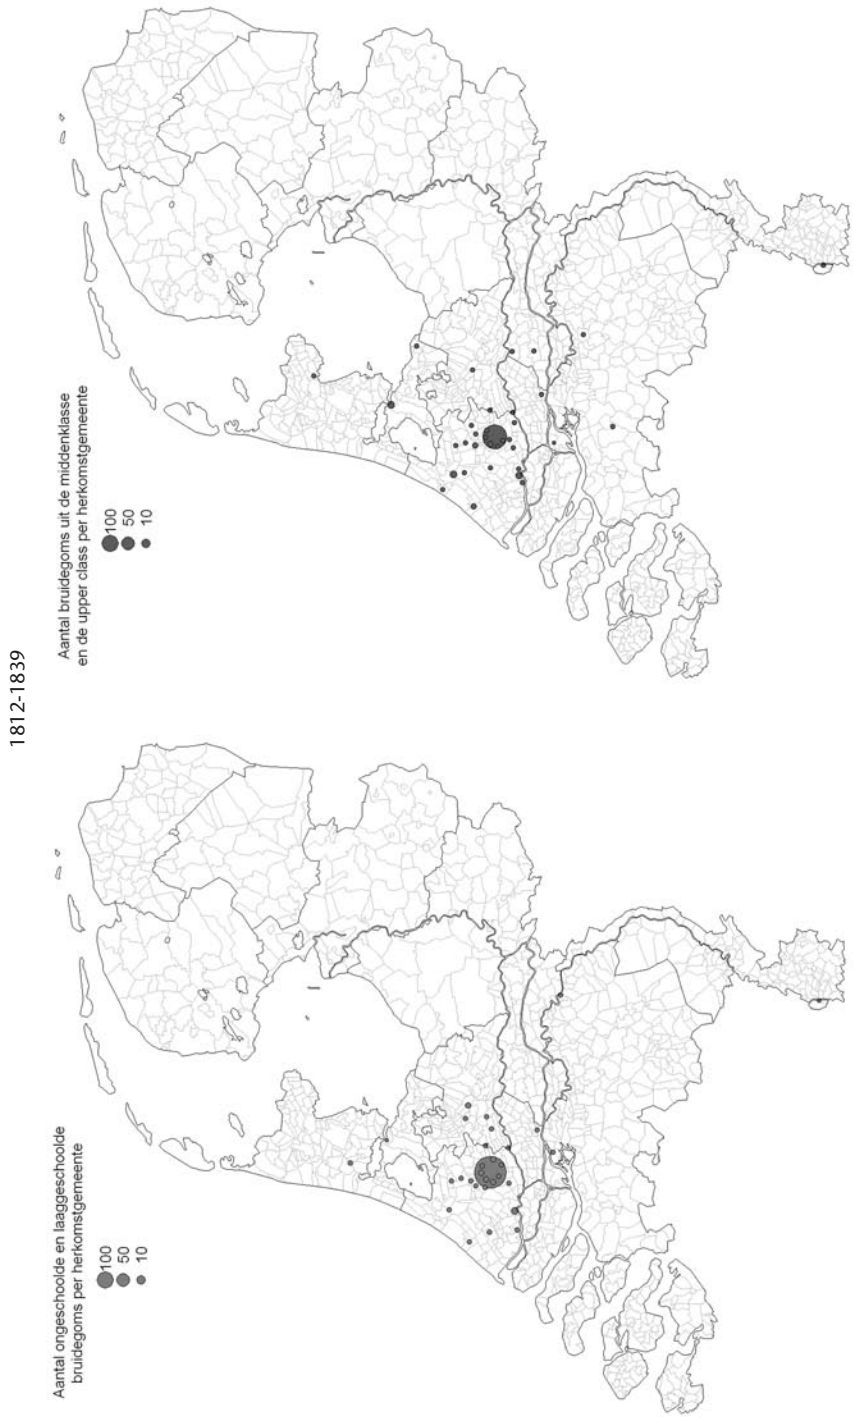 1812-1839
Aantal ongeschoolde en laaggeschoolde
bruidegoms per herkomstgemeente
100
50
10
Aantal bruidegoms uit de middenklasse
en de upper class per herkomstgemeente
100
50
10